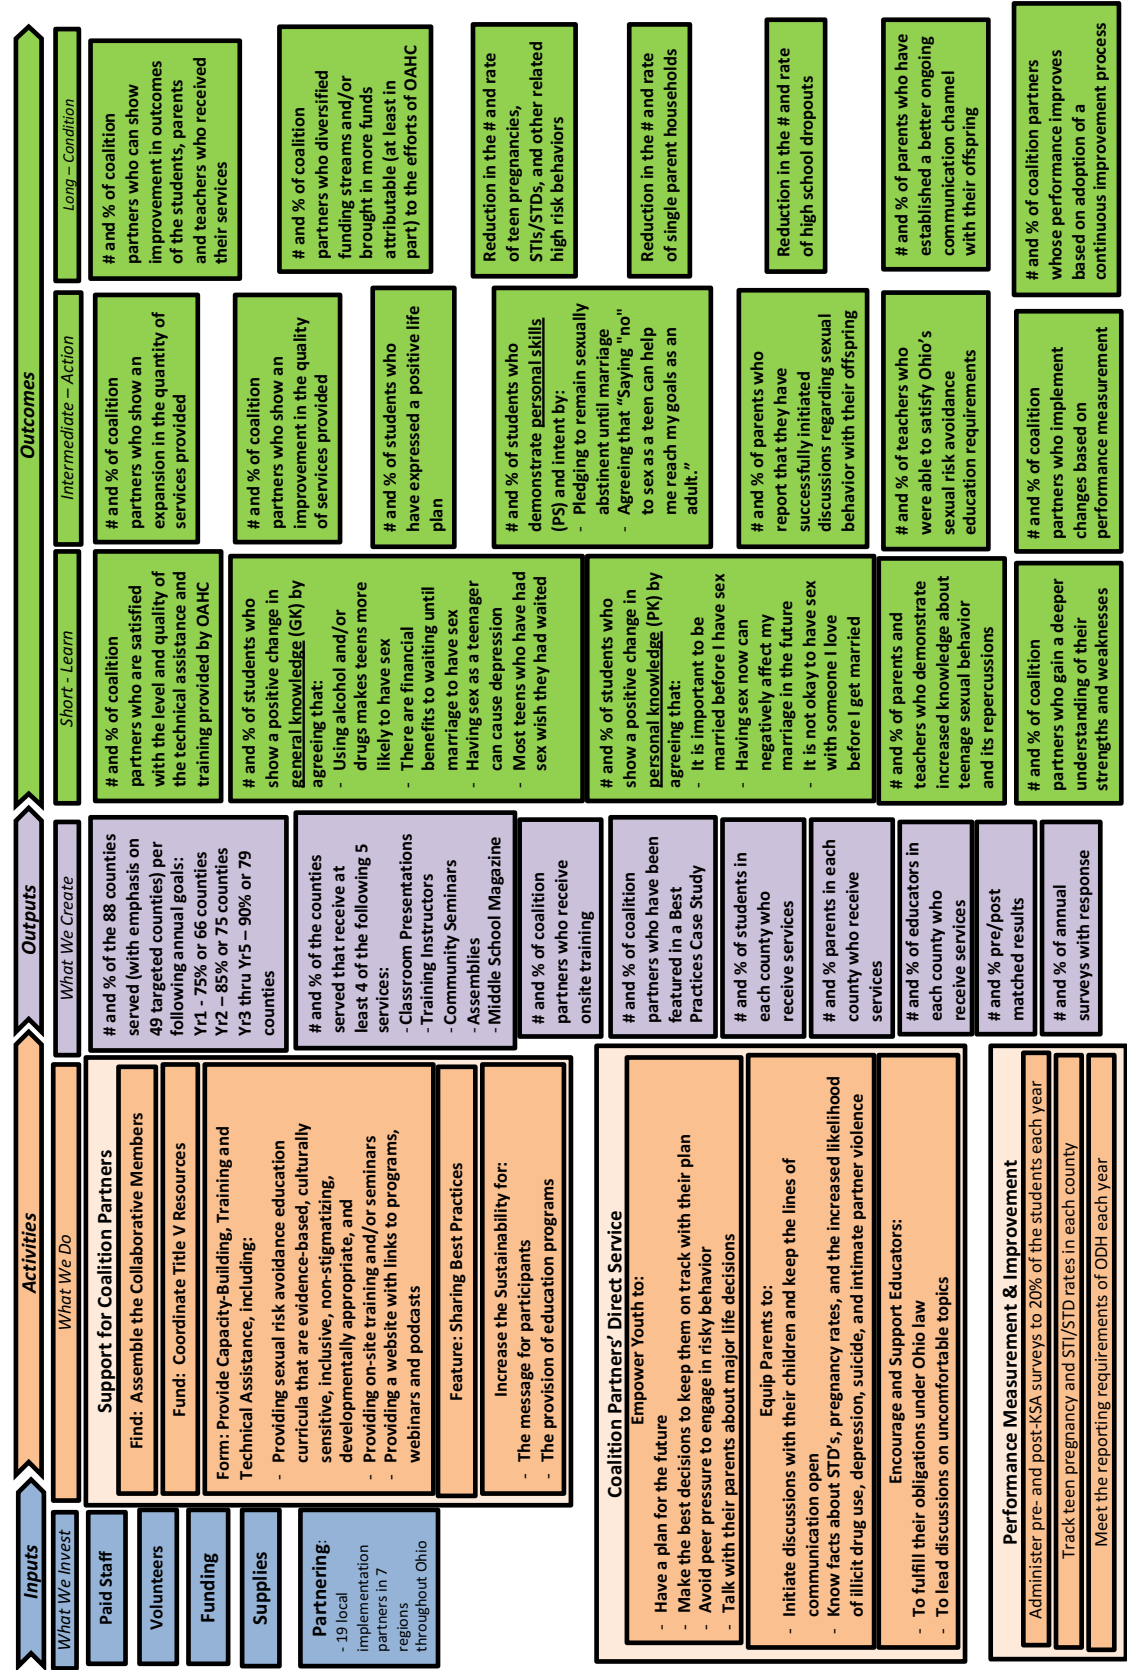 Inputs
What We Invest
Paid Staff
Volunteers
Funding
Supplies
Partnering:
- 19 local
implementation
partners in 7
regions
throughout Ohio
Activities
What We Do
Support for Coalition Partners
Find:  Assemble the Collaborative Members
Fund:  Coordinate Title V Resources
Form: Provide Capacity-Building, Training and
Technical Assistance, including:
- Providing sexual risk avoidance education
curricula that are evidence-based, culturally
sensitive, inclusive, non-stigmatizing,
developmentally appropriate, and
- Providing on-site training and/or seminars
- Providing a website with links to programs,
webinars and podcasts
Feature: Sharing Best Practices
Increase the Sustainability for:
- The message for participants
- The provision of education programs
Coalition Partners’ Direct Service
Empower Youth to:
- Have a plan for the future
- Make the best decisions to keep them on track with their plan
- Avoid peer pressure to engage in risky behavior
- Talk with their parents about major life decisions
Equip Parents to:
- Initiate discussions with their children and keep the lines of
communication open
- Know facts about STD’s, pregnancy rates, and the increased likelihood
of illicit drug use, depression, suicide, and intimate partner violence
Encourage and Support Educators:
- To fulfill their obligations under Ohio law
- To lead discussions on uncomfortable topics
Performance Measurement & Improvement
Administer pre- and post-KSA surveys to 20% of the students each year
Track teen pregnancy and STI/STD rates in each county
Meet the reporting requirements of ODH each year
Outputs
What We Create
# and % of the 88 counties
served (with emphasis on
49 targeted counties) per
following annual goals:
Yr1 - 75% or 66 counties
Yr2 – 85% or 75 counties
Yr3 thru Yr5 – 90% or 79
counties
# and % of the counties
served that receive at
least 4 of the following 5
services:
- Classroom Presentations
- Training Instructors
- Community Seminars
- Assemblies
- Middle School Magazine
# and % of coalition
partners who receive
onsite training
# and % of coalition
partners who have been
featured in a Best
Practices Case Study
# and % of students in
each county who
receive services
# and % parents in each
county who receive
services
# and % of educators in
each county who
receive services
# and % pre/post
matched results
# and % of annual
surveys with response
Outcomes
Short - Learn
# and % of coalition
partners who are satisfied
with the level and quality of
the technical assistance and
training provided by OAHC
# and % of students who
show a positive change in
general knowledge (GK) by
agreeing that:
- Using alcohol and/or
drugs makes teens more
likely to have sex
- There are financial
benefits to waiting until
marriage to have sex
- Having sex as a teenager
can cause depression
- Most teens who have had
sex wish they had waited
# and % of students who
show a positive change in
personal knowledge (PK) by
agreeing that:
- It is important to be
married before I have sex
- Having sex now can
negatively affect my
marriage in the future
- It is not okay to have sex
with someone I love
before I get married
# and % of parents and
teachers who demonstrate
increased knowledge about
teenage sexual behavior
and its repercussions
# and % of coalition
partners who gain a deeper
understanding of their
strengths and weaknesses
Intermediate – Action
# and % of coalition
partners who show an
expansion in the quantity of
services provided
# and % of coalition
partners who show an
improvement in the quality
of services provided
# and % of students who
have expressed a positive life
plan
# and % of students who
demonstrate personal skills
(PS) and intent by:
- Pledging to remain sexually
abstinent until marriage
- Agreeing that “Saying "no"
to sex as a teen can help
me reach my goals as an
adult.”
# and % of parents who
report that they have
successfully initiated
discussions regarding sexual
behavior with their offspring
# and % of teachers who
were able to satisfy Ohio’s
sexual risk avoidance
education requirements
# and % of coalition
partners who implement
changes based on
performance measurement
Long – Condition
# and % of coalition
partners who can show
improvement in outcomes
of the students, parents
and teachers who received
their services
# and % of coalition
partners who diversified
funding streams and/or
brought in more funds
attributable (at least in
part) to the efforts of OAHC
Reduction in the # and rate
of teen pregnancies,
STIs/STDs, and other related
high risk behaviors
Reduction in the # and rate
of single parent households
Reduction in the # and rate
of high school dropouts
# and % of parents who have
established a better ongoing
communication channel
with their offspring
# and % of coalition partners
whose performance improves
based on adoption of a
continuous improvement process